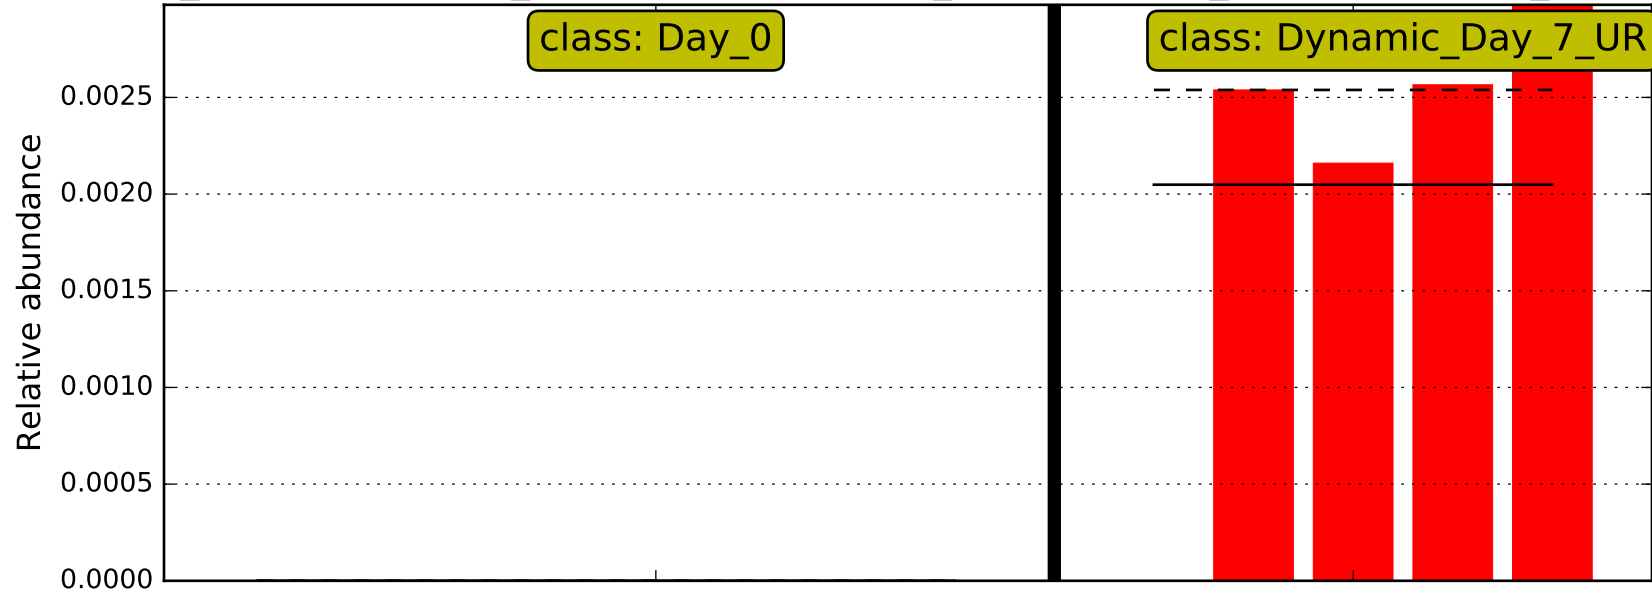 class: Day_0
class: Dynamic_Day_7_UR
Relative abundance
0.0025
0.0020
0.0015
0.0010
0.0005
0.0000